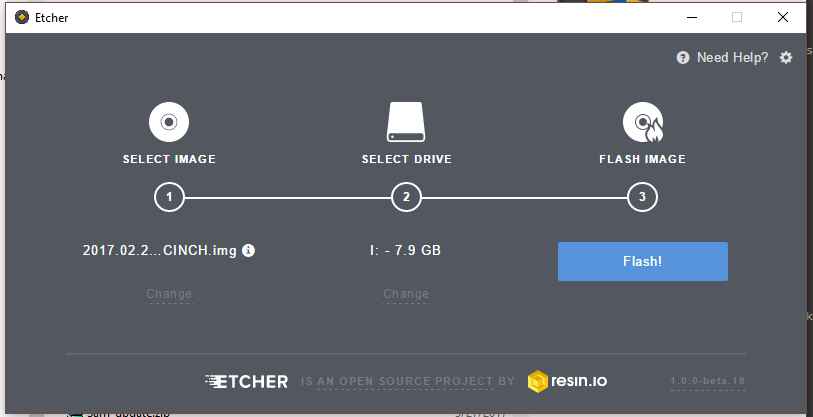 Etcher
Need Help?
SELECT IMAGE
SELECT DRIVE
FLASH IMAGE
1
2
3
2017.02.2...CINCH.img
I: - 7.9 GB
Flash!
Change
Change
ETCHER IS AN OPEN SOURCE PROJECT BY resin.io
1.0.0-beta.18